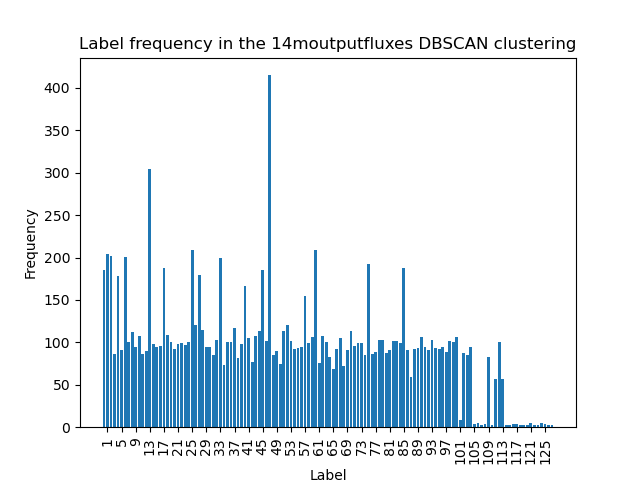 Label frequency in the 14moutputfluxes DBSCAN clustering
400
350
300
250
200
150
100
50
0
Frequency
1 5 9 13 17 21 25 29 33 37 41 45 49 53 57 61 65 69 73 77 81 85 89 93 97 101 105 109 113 117 121 125
Label